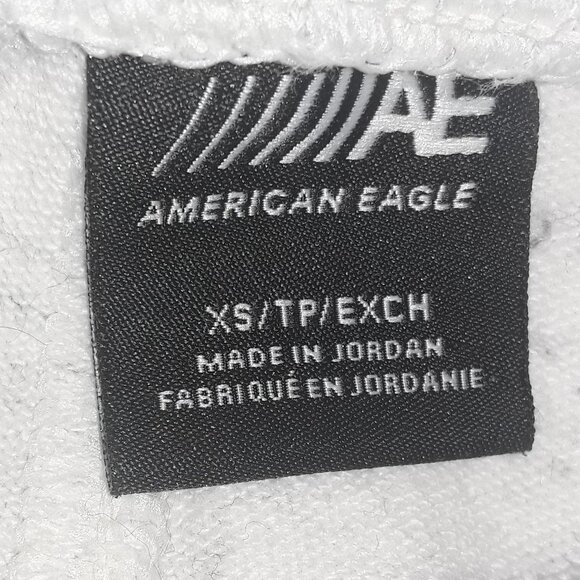 AE
AMERICAN EAGLE
XS/TP/EXCH
MADE IN JORDAN
FABRIQUÉ EN JORDANIE